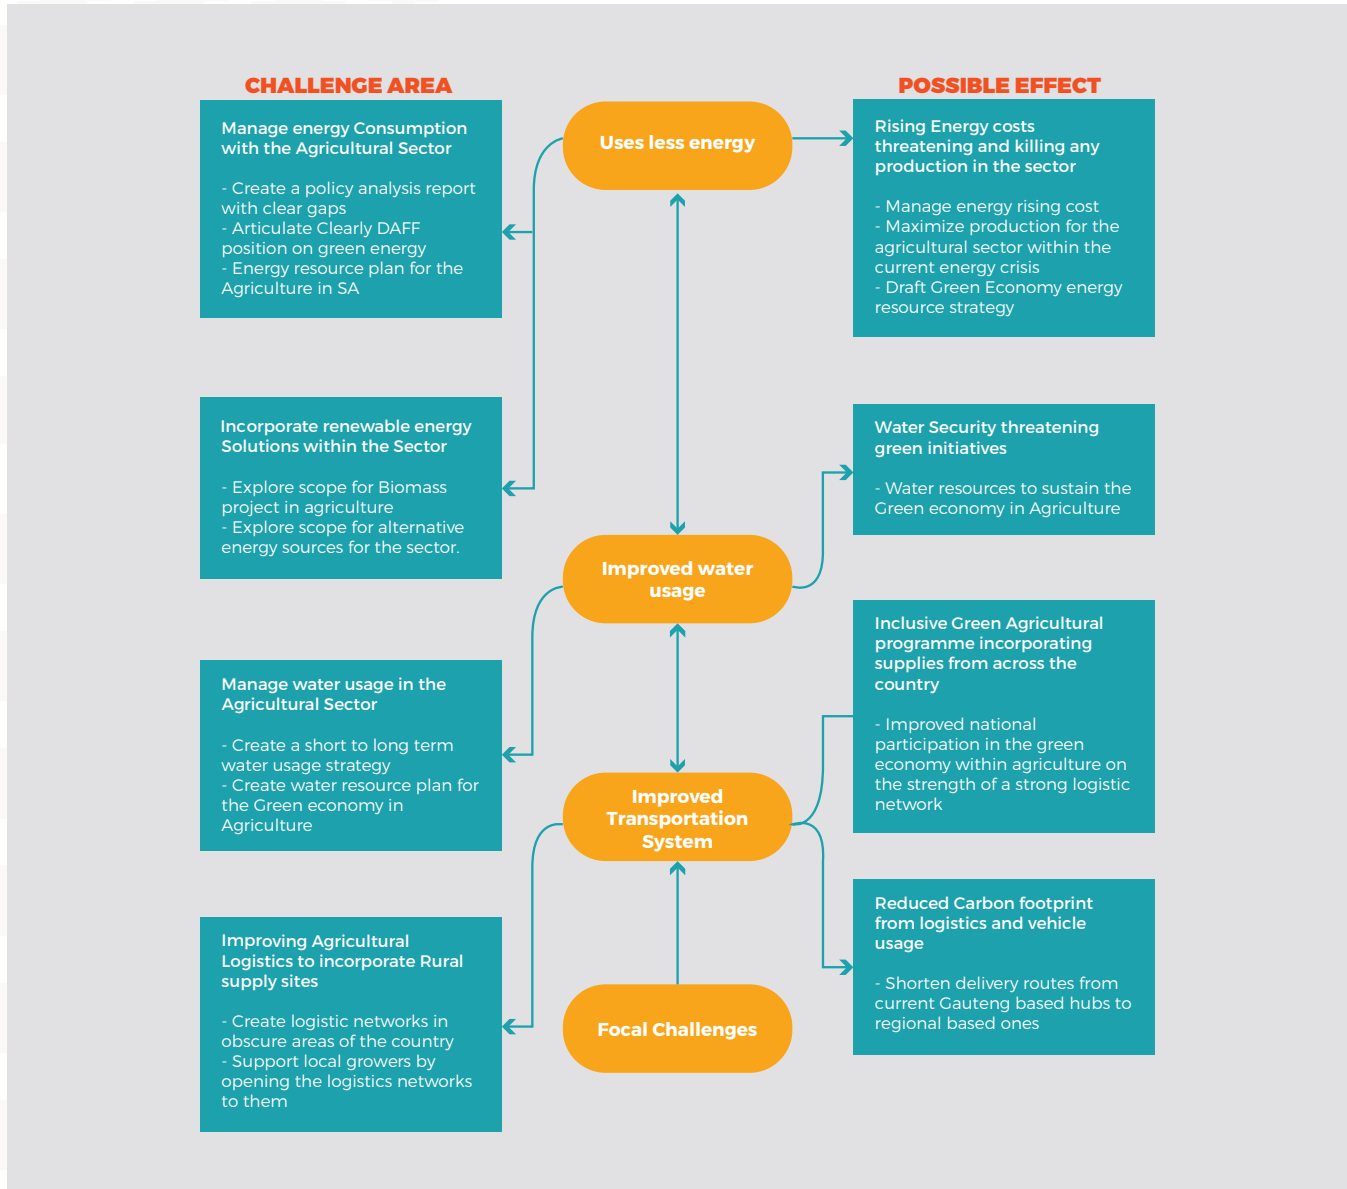 CHALLENGE AREA
Manage energy Consumption
with the Agricultural Sector
- Create a policy analysis report
with clear gaps
- Articulate Clearly DAFF
position on green energy
- Energy resource plan for the
Agriculture in SA
Incorporate renewable energy
Solutions within the Sector
- Explore scope for Biomass
project in agriculture
- Explore scope for alternative
energy sources for the sector.
Manage water usage in the
Agricultural Sector
- Create a short to long term
water usage strategy
- Create water resource plan for
the Green economy in
Agriculture
Improving Agricultural
Logistics to incorporate Rural
supply sites
- Create logistic networks in
obscure areas of the country
- Support local growers by
opening the logistics networks
to them
Uses less energy
Improved water
usage
Improved
Transportation
System
Focal Challenges
POSSIBLE EFFECT
Rising Energy costs
threatening and killing any
production in the sector
- Manage energy rising cost
- Maximize production for the
agricultural sector within the
current energy crisis
- Draft Green Economy energy
resource strategy
Water Security threatening
green initiatives
- Water resources to sustain the
Green economy in Agriculture
Inclusive Green Agricultural
programme incorporating
supplies from across the
country
- Improved national
participation in the green
economy within agriculture on
the strength of a strong logistic
network
Reduced Carbon footprint
from logistics and vehicle
usage
- Shorten delivery routes from
current Gauteng based hubs to
regional based ones